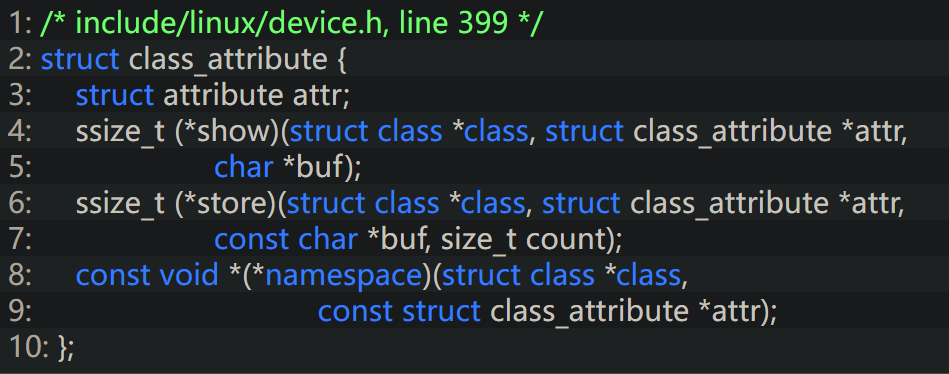 1: /* include/linux/device.h, line 399 */
2: struct class_attribute {
3:     struct attribute attr;
4:     ssize_t (*show)(struct class *class, struct class_attribute *attr,
5:                     char *buf);
6:     ssize_t (*store)(struct class *class, struct class_attribute *attr,
7:                     const char *buf, size_t count);
8:     const void *(*namespace)(struct class *class,
9:                                 const struct class_attribute *attr);
10: };